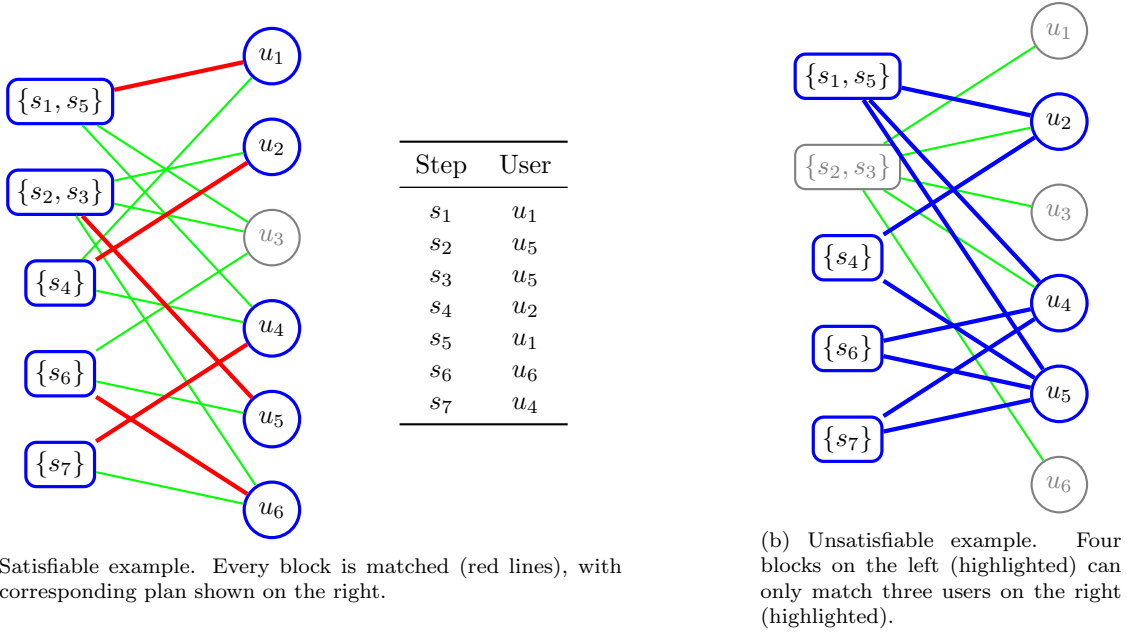 u1
{s1, s5}
u2
{s2, s3}
u3
{s4}
u4
{s6}
u5
{s7}
u6
Step User
s1 u1
s2 u5
s3 u5
s4 u2
s5 u1
s6 u6
s7 u4
Satisfiable example. Every block is matched (red lines), with
corresponding plan shown on the right.
u1
{s1, s5}
u2
{s2, s3}
u3
{s4}
u4
{s6}
u5
{s7}
u6
(b) Unsatisfiable example. Four
blocks on the left (highlighted) can
only match three users on the right
(highlighted).